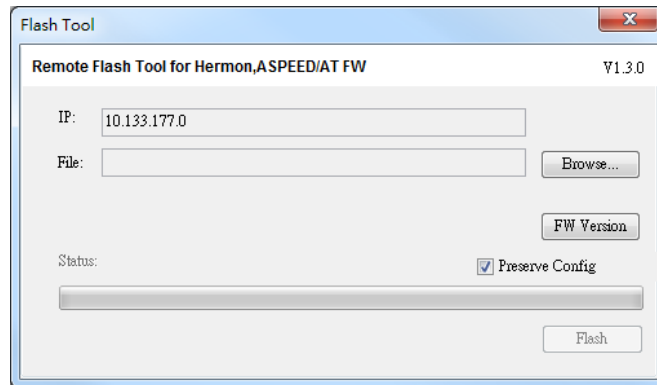 Flash Tool
Remote Flash Tool for Hermon,ASPEED/AT FW V1.3.0
IP: 10.133.177.0
File: Browse...
FW Version
Status: Preserve Config
Flash